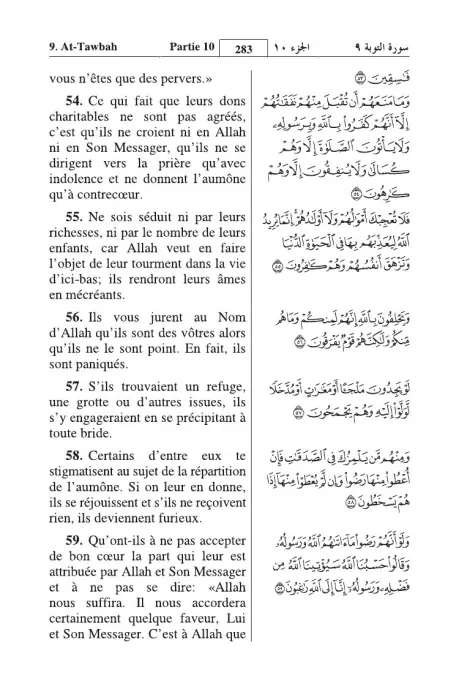 9. At-Tawbah Partie 10 283 الجزء ١٠ سورة التوبة ٩
vous n'êtes que des pervers.»
54. Ce qui fait que leurs dons
charitables ne sont pas agréés,
c'est qu'ils ne croient ni en Allah
ni en Son Messager, qu'ils ne se
dirigent vers la prière qu'avec
indolence et ne donnent l'aumône
qu'à contrecœur.
55. Ne sois séduit ni par leurs
richesses, ni par le nombre de leurs
enfants, car Allah veut en faire
l'objet de leur tourment dans la vie
d'ici-bas; ils rendront leurs âmes
en mécréants.
56. Ils vous jurent au Nom
d'Allah qu'ils sont des vôtres alors
qu'ils ne le sont point. En fait, ils
sont paniqués.
57. S'ils trouvaient un refuge,
une grotte ou d'autres issues, ils
s'y engageraient en se précipitant à
toute bride.
58. Certains d'entre eux te
stigmatisent au sujet de la répartition
de l'aumône. Si on leur en donne,
ils se réjouissent et s'ils ne reçoivent
rien, ils deviennent furieux.
59. Qu'ont-ils à ne pas accepter
de bon cœur la part qui leur est
attribuée par Allah et Son Messager
et à ne pas se dire: «Allah
nous suffira. Il nous accordera
certainement quelque faveur, Lui
et Son Messager. C'est à Allah que
فَٰسِقِينَ ٥٣
وَمَا مَنَعَهُمْ أَن تُقْبَلَ مِنْهُمْ نَفَقَٰتُهُمْ
إِلَّآ أَنَّهُمْ كَفَرُوا۟ بِٱللَّهِ وَبِرَسُولِهِۦ
وَلَا يَأْتُونَ ٱلصَّلَوٰةَ إِلَّا وَهُمْ
كُسَالَىٰ وَلَا يُنفِقُونَ إِلَّا وَهُمْ
كَٰرِهُونَ ٥٤
فَلَا تُعْجِبْكَ أَمْوَٰلُهُمْ وَلَآ أَوْلَٰدُهُمْ إِنَّمَا يُرِيدُ
ٱللَّهُ لِيُعَذِّبَهُم بِهَا فِى ٱلْحَيَوٰةِ ٱلدُّنْيَا
وَتَزْهَقَ أَنفُسُهُمْ وَهُمْ كَٰفِرُونَ ٥٥
وَيَحْلِفُونَ بِٱللَّهِ إِنَّهُمْ لَمِنكُمْ وَمَا هُم
مِّنكُمْ وَلَٰكِنَّهُمْ قَوْمٌ يَفْرَقُونَ ٥٦
لَوْ يَجِدُونَ مَلْجَـًٔا أَوْ مَغَٰرَٰتٍ أَوْ مُدَّخَلًا
لَّوَلَّوْا۟ إِلَيْهِ وَهُمْ يَجْمَحُونَ ٥٧
وَمِنْهُم مَّن يَلْمِزُكَ فِى ٱلصَّدَقَٰتِ فَإِنْ
أُعْطُوا۟ مِنْهَا رَضُوا۟ وَإِن لَّمْ يُعْطَوْا۟ مِنْهَآ إِذَا
هُمْ يَسْخَطُونَ ٥٨
وَلَوْ أَنَّهُمْ رَضُوا۟ مَآ ءَاتَىٰهُمُ ٱللَّهُ وَرَسُولُهُۥ
وَقَالُوا۟ حَسْبُنَا ٱللَّهُ سَيُؤْتِينَا ٱللَّهُ مِن
فَضْلِهِۦ وَرَسُولُهُۥٓ إِنَّآ إِلَى ٱللَّهِ رَٰغِبُونَ ٥٩